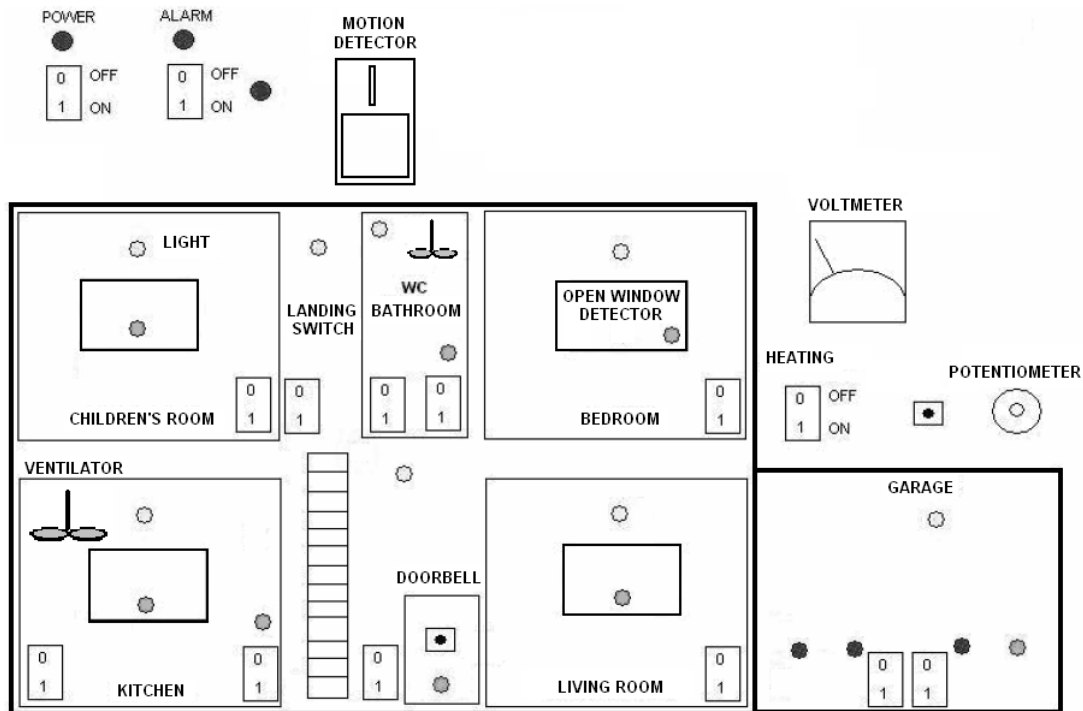 POWER
ALARM
0 OFF
1 ON
0 OFF
1 ON
MOTION
DETECTOR
LIGHT
LANDING
SWITCH
WC
BATHROOM
OPEN WINDOW
DETECTOR
VOLTMETER
HEATING
0 OFF
1 ON
POTENTIOMETER
0
1
0
1
0
1
0
1
0
1
CHILDREN'S ROOM
BEDROOM
VENTILATOR
GARAGE
DOORBELL
0
1
0
1
0
1
0
1
0
1
0
1
KITCHEN
LIVING ROOM